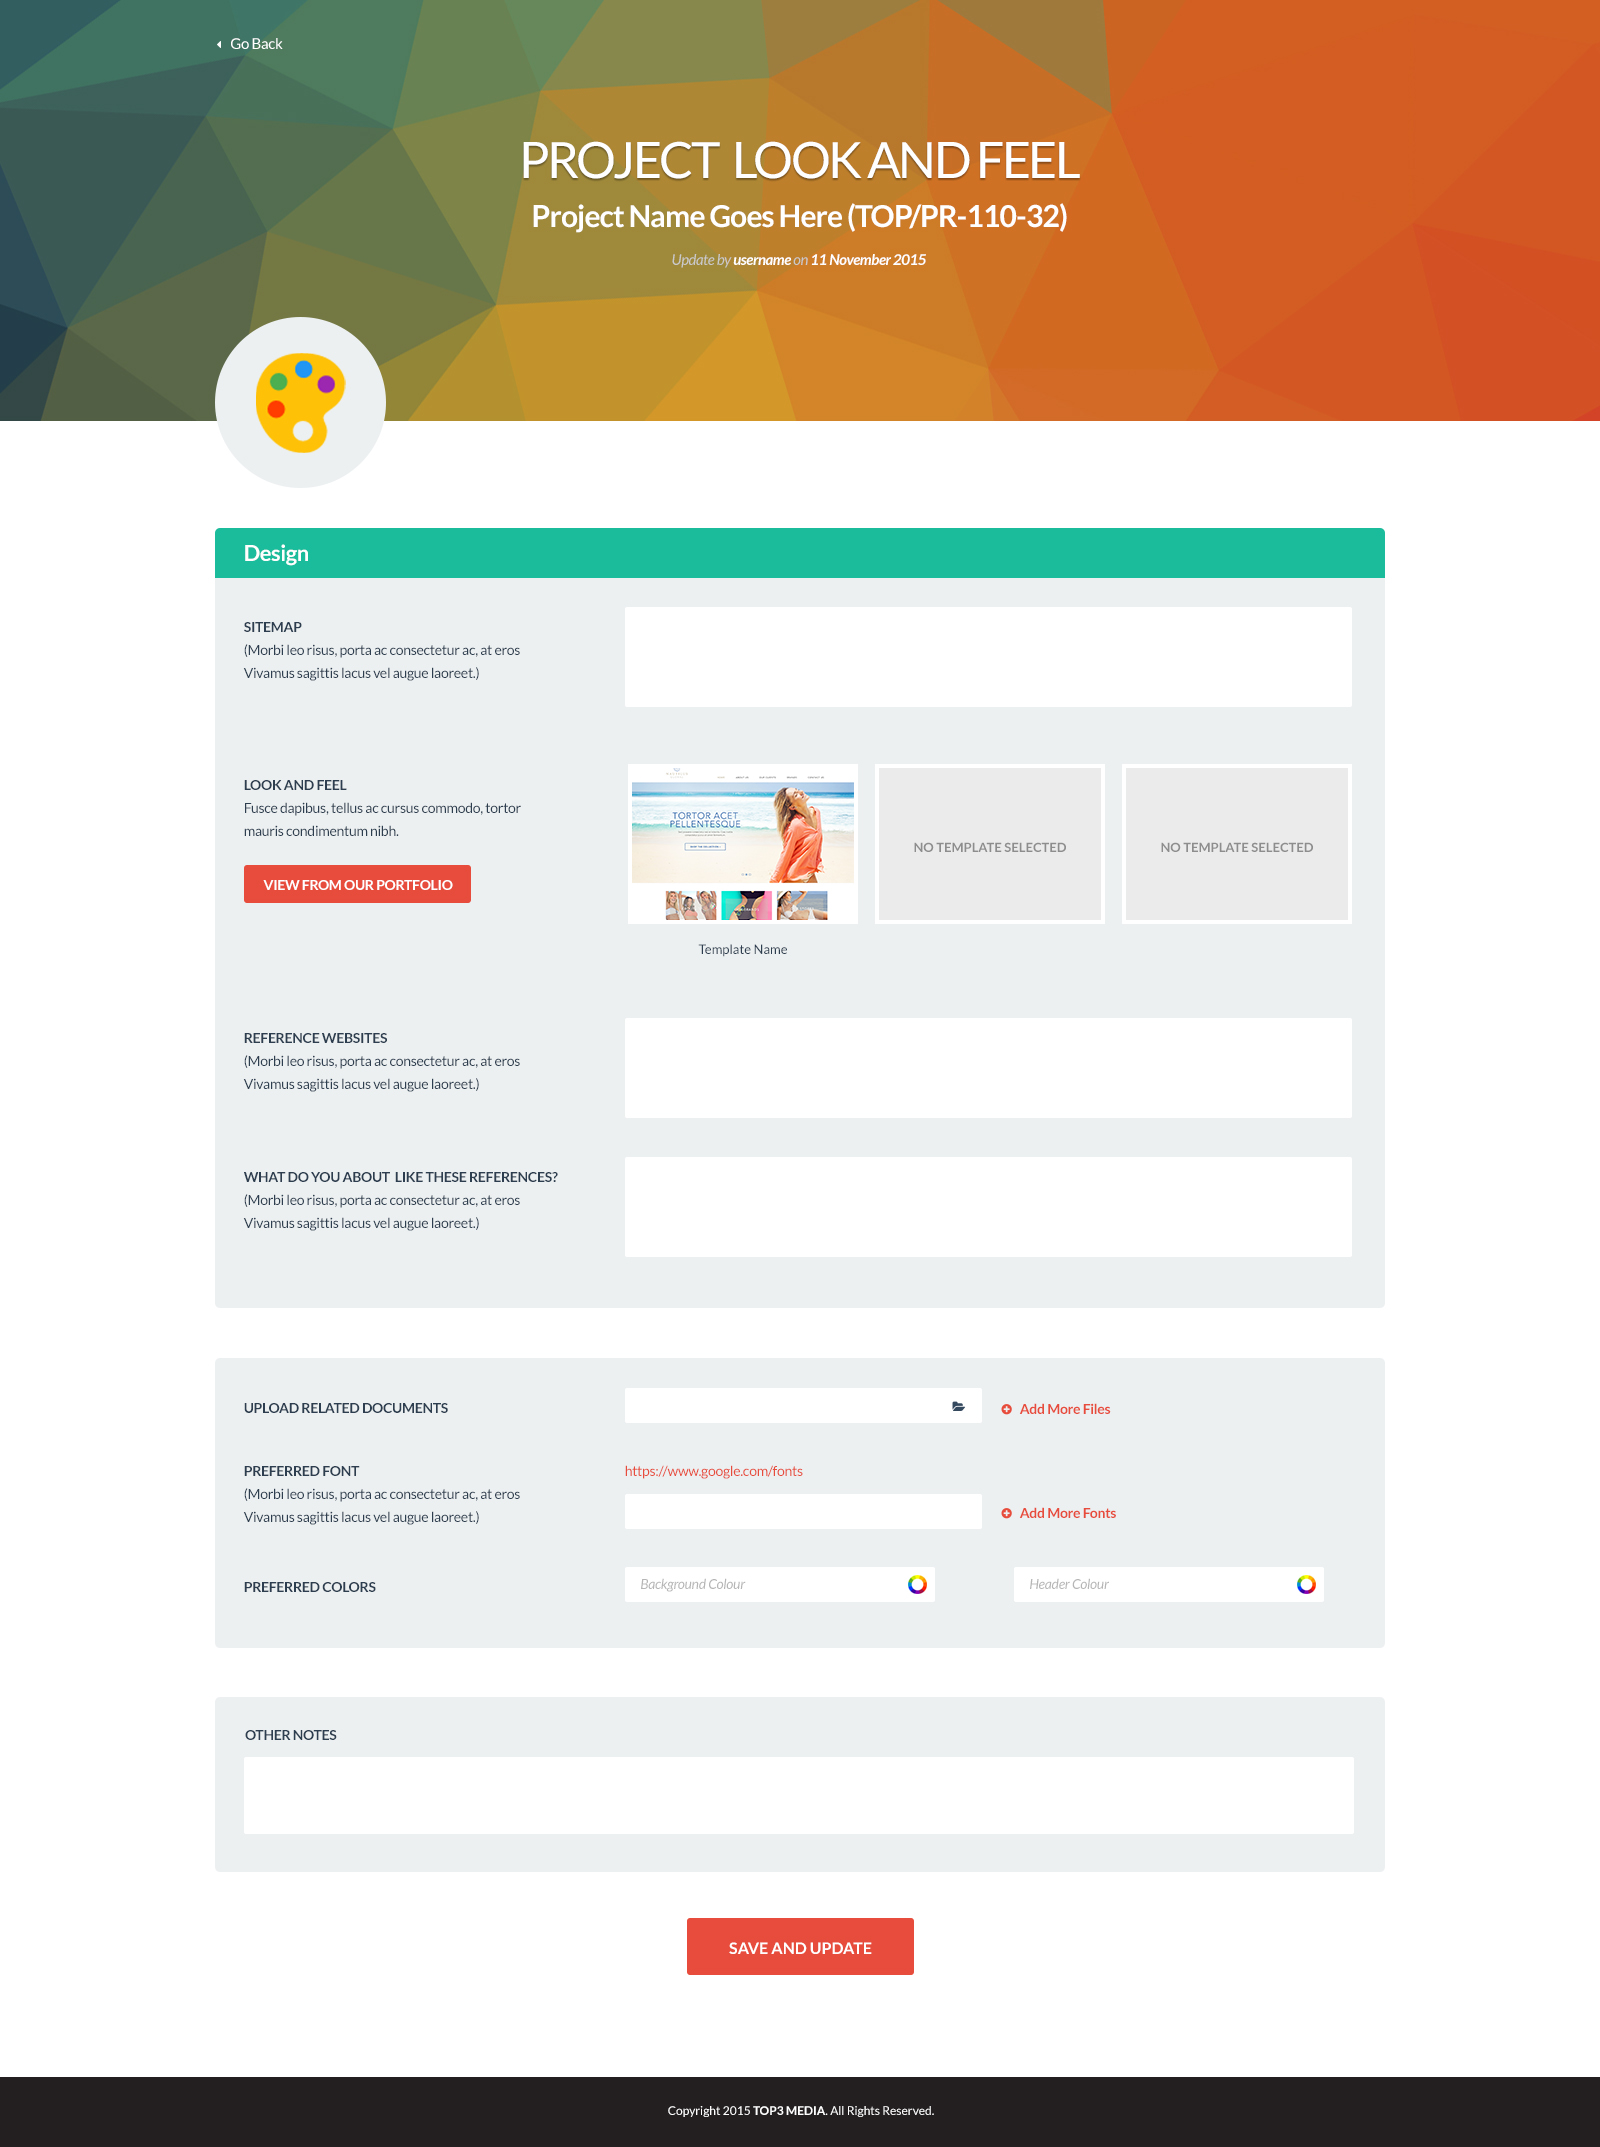 Go Back
PROJECT LOOK AND FEEL
Project Name Goes Here (TOP/PR-110-32)
Update by username on 11 November 2015
Design
SITEMAP
(Morbi leo risus, porta ac consectetur ac, at eros
Vivamus sagittis lacus vel augue laoreet.)
LOOK AND FEEL
Fusce dapibus, tellus ac cursus commodo, tortor
mauris condimentum nibh.
VIEW FROM OUR PORTFOLIO
HOME ABOUT US OUR CLIENTS BRANDS CONTACT US
TORTOR ACET
PELLENTESQUE
NO TEMPLATE SELECTED
NO TEMPLATE SELECTED
Template Name
REFERENCE WEBSITES
(Morbi leo risus, porta ac consectetur ac, at eros
Vivamus sagittis lacus vel augue laoreet.)
WHAT DO YOU ABOUT LIKE THESE REFERENCES?
(Morbi leo risus, porta ac consectetur ac, at eros
Vivamus sagittis lacus vel augue laoreet.)
UPLOAD RELATED DOCUMENTS
Add More Files
PREFERRED FONT
(Morbi leo risus, porta ac consectetur ac, at eros
Vivamus sagittis lacus vel augue laoreet.)
https://www.google.com/fonts
Add More Fonts
PREFERRED COLORS
Background Colour
Header Colour
OTHER NOTES
SAVE AND UPDATE
Copyright 2015 TOP3 MEDIA. All Rights Reserved.